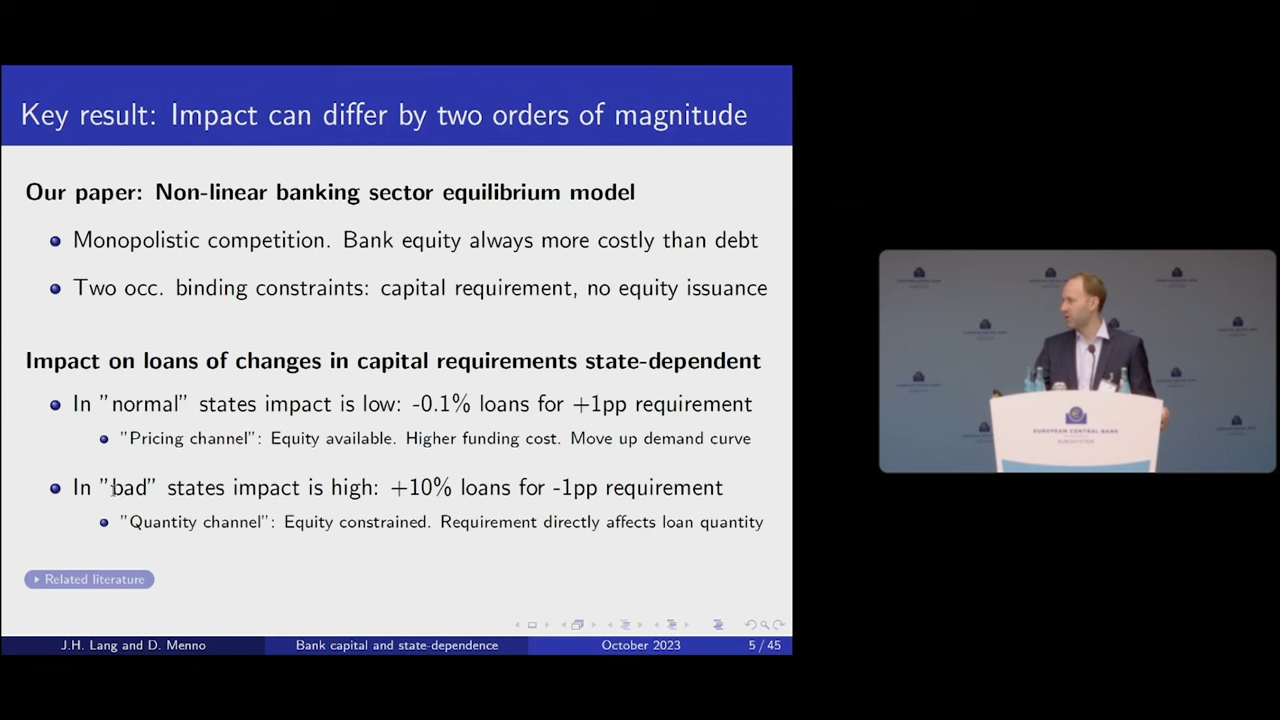 Key result: Impact can differ by two orders of magnitude
Our paper: Non-linear banking sector equilibrium model
Monopolistic competition. Bank equity always more costly than debt
Two occ. binding constraints: capital requirement, no equity issuance
Impact on loans of changes in capital requirements state-dependent
In "normal" states impact is low: -0.1% loans for +1pp requirement
"Pricing channel": Equity available. Higher funding cost. Move up demand curve
In "bad" states impact is high: +10% loans for -1pp requirement
"Quantity channel": Equity constrained. Requirement directly affects loan quantity
Related literature
J.H. Lang and D. Menno
Bank capital and state-dependence
October 2023
5 / 45
EUROPEAN CENTRAL BANK
EUROSYSTEM